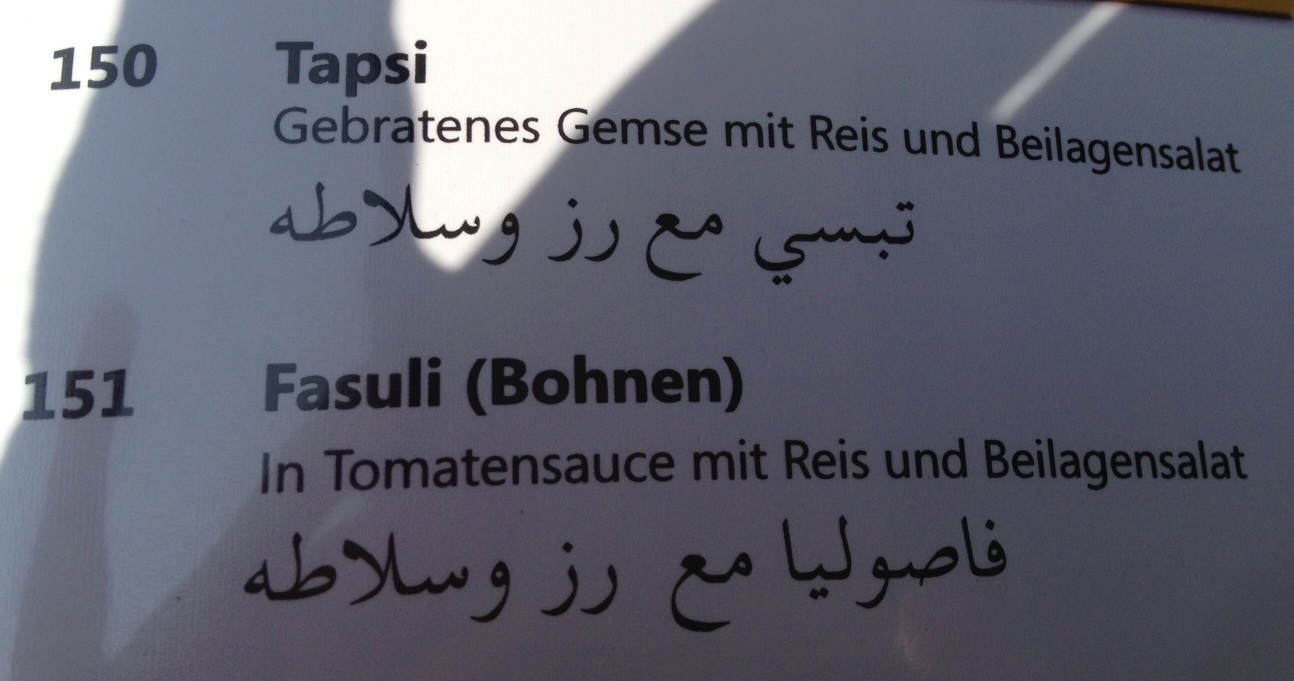 150 Tapsi
Gebratenes Gemse mit Reis und Beilagensalat
تبسي مع رز وسلاطه
151 Fasuli (Bohnen)
In Tomatensauce mit Reis und Beilagensalat
فاصوليا مع رز وسلاطه